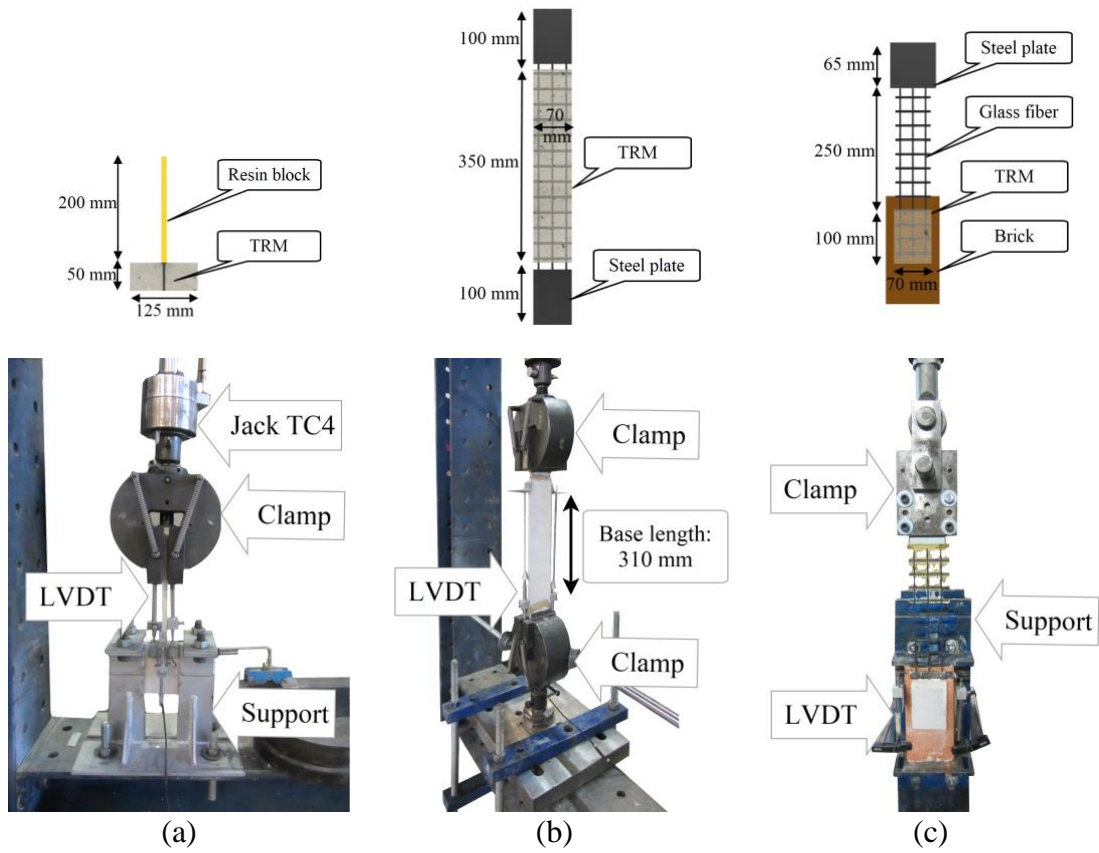 200 mm
50 mm
125 mm
Resin block
TRM
100 mm
350 mm
100 mm
70
mm
TRM
Steel plate
65 mm
250 mm
100 mm
70 mm
Steel plate
Glass fiber
TRM
Brick
Jack TC4
Clamp
LVDT
Support
Clamp
Base length:
310 mm
LVDT
Clamp
Clamp
Support
LVDT
(a)
(b)
(c)